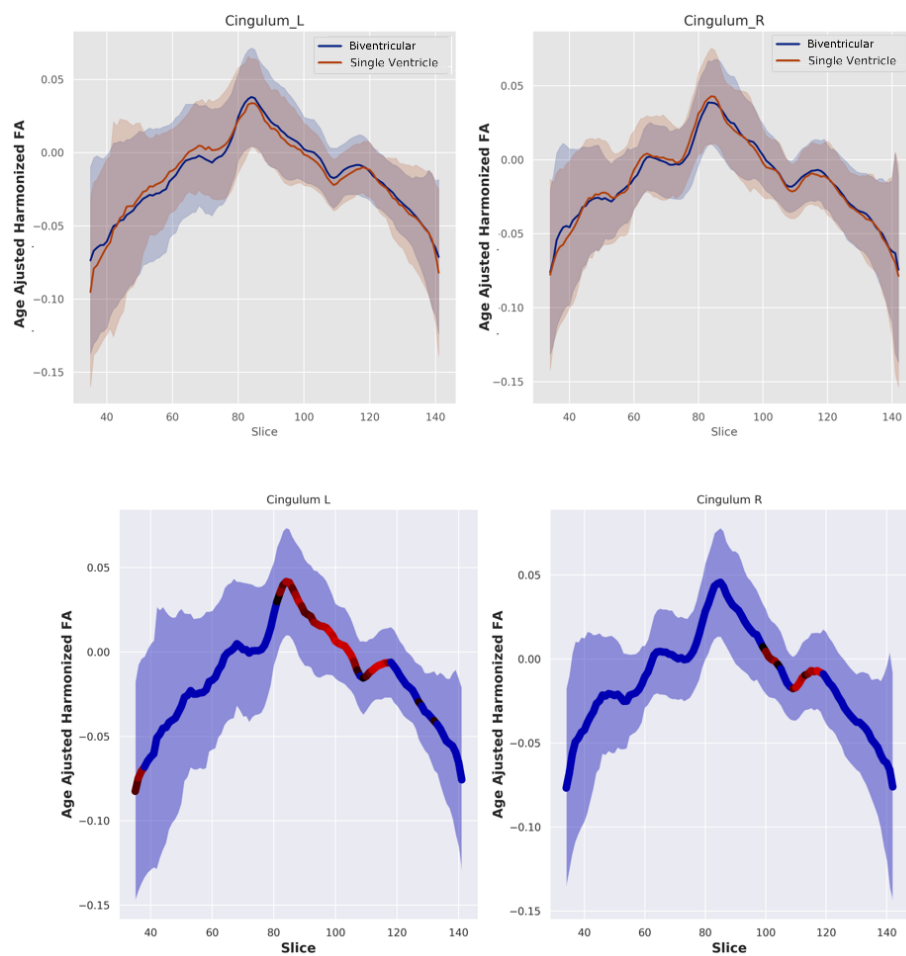 Cingulum_L
Biventricular
Single Ventricle
Age Ajusted Harmonized FA
0.05
0.00
−0.05
−0.10
−0.15
40 60 80 100 120 140
Slice
Cingulum_R
Biventricular
Single Ventricle
Age Ajusted Harmonized FA
0.05
0.00
−0.05
−0.10
−0.15
40 60 80 100 120 140
Slice
Cingulum L
Age Ajusted Harmonized FA
0.05
0.00
−0.05
−0.10
−0.15
40 60 80 100 120 140
Slice
Cingulum R
Age Ajusted Harmonized FA
0.05
0.00
−0.05
−0.10
−0.15
40 60 80 100 120 140
Slice